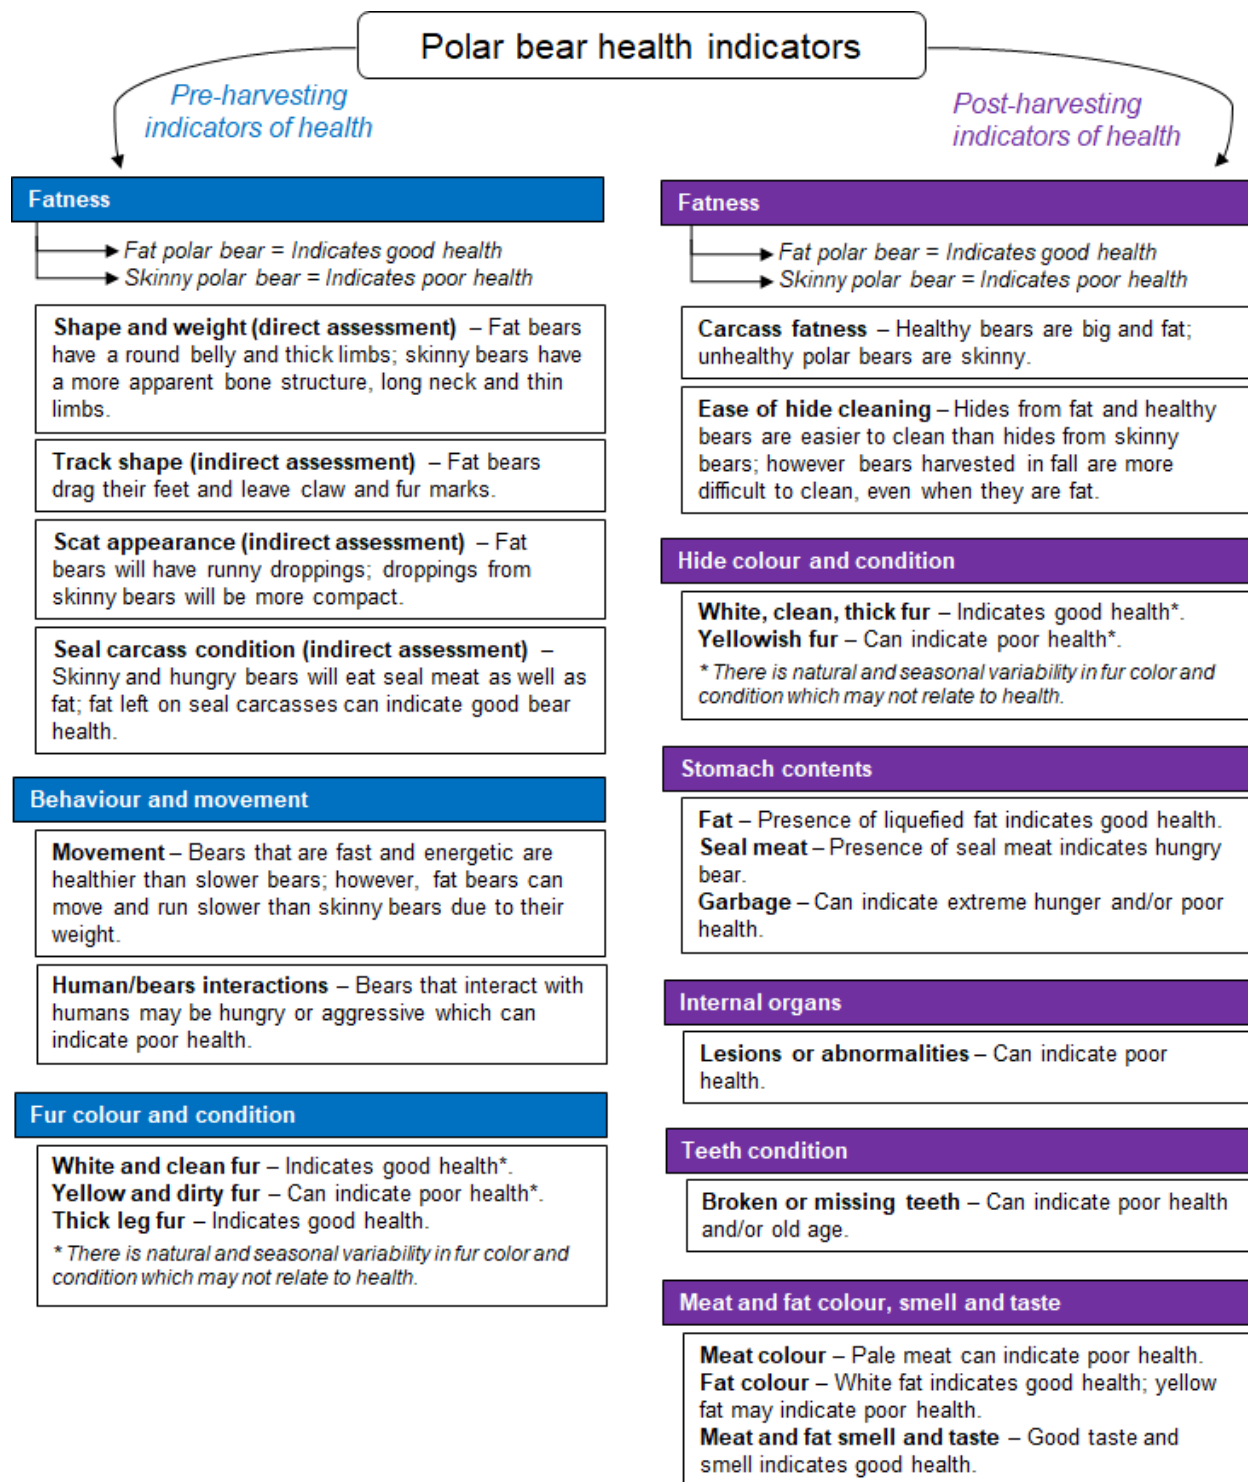 Polar bear health indicators
Pre-harvesting
indicators of health
Fatness
Fat polar bear = Indicates good health
Skinny polar bear = Indicates poor health
Shape and weight (direct assessment) – Fat bears
have a round belly and thick limbs; skinny bears have
a more apparent bone structure, long neck and thin
limbs.
Track shape (indirect assessment) – Fat bears
drag their feet and leave claw and fur marks.
Scat appearance (indirect assessment) – Fat
bears will have runny droppings; droppings from
skinny bears will be more compact.
Seal carcass condition (indirect assessment) –
Skinny and hungry bears will eat seal meat as well as
fat; fat left on seal carcasses can indicate good bear
health.
Behaviour and movement
Movement – Bears that are fast and energetic are
healthier than slower bears; however, fat bears can
move and run slower than skinny bears due to their
weight.
Human/bears interactions – Bears that interact with
humans may be hungry or aggressive which can
indicate poor health.
Fur colour and condition
White and clean fur – Indicates good health*.
Yellow and dirty fur – Can indicate poor health*.
Thick leg fur – Indicates good health.
* There is natural and seasonal variability in fur color and
condition which may not relate to health.
Post-harvesting
indicators of health
Fatness
Fat polar bear = Indicates good health
Skinny polar bear = Indicates poor health
Carcass fatness – Healthy bears are big and fat;
unhealthy polar bears are skinny.
Ease of hide cleaning – Hides from fat and healthy
bears are easier to clean than hides from skinny
bears; however bears harvested in fall are more
difficult to clean, even when they are fat.
Hide colour and condition
White, clean, thick fur – Indicates good health*.
Yellowish fur – Can indicate poor health*.
* There is natural and seasonal variability in fur color and
condition which may not relate to health.
Stomach contents
Fat – Presence of liquefied fat indicates good health.
Seal meat – Presence of seal meat indicates hungry
bear.
Garbage – Can indicate extreme hunger and/or poor
health.
Internal organs
Lesions or abnormalities – Can indicate poor
health.
Teeth condition
Broken or missing teeth – Can indicate poor health
and/or old age.
Meat and fat colour, smell and taste
Meat colour – Pale meat can indicate poor health.
Fat colour – White fat indicates good health; yellow
fat may indicate poor health.
Meat and fat smell and taste – Good taste and
smell indicates good health.